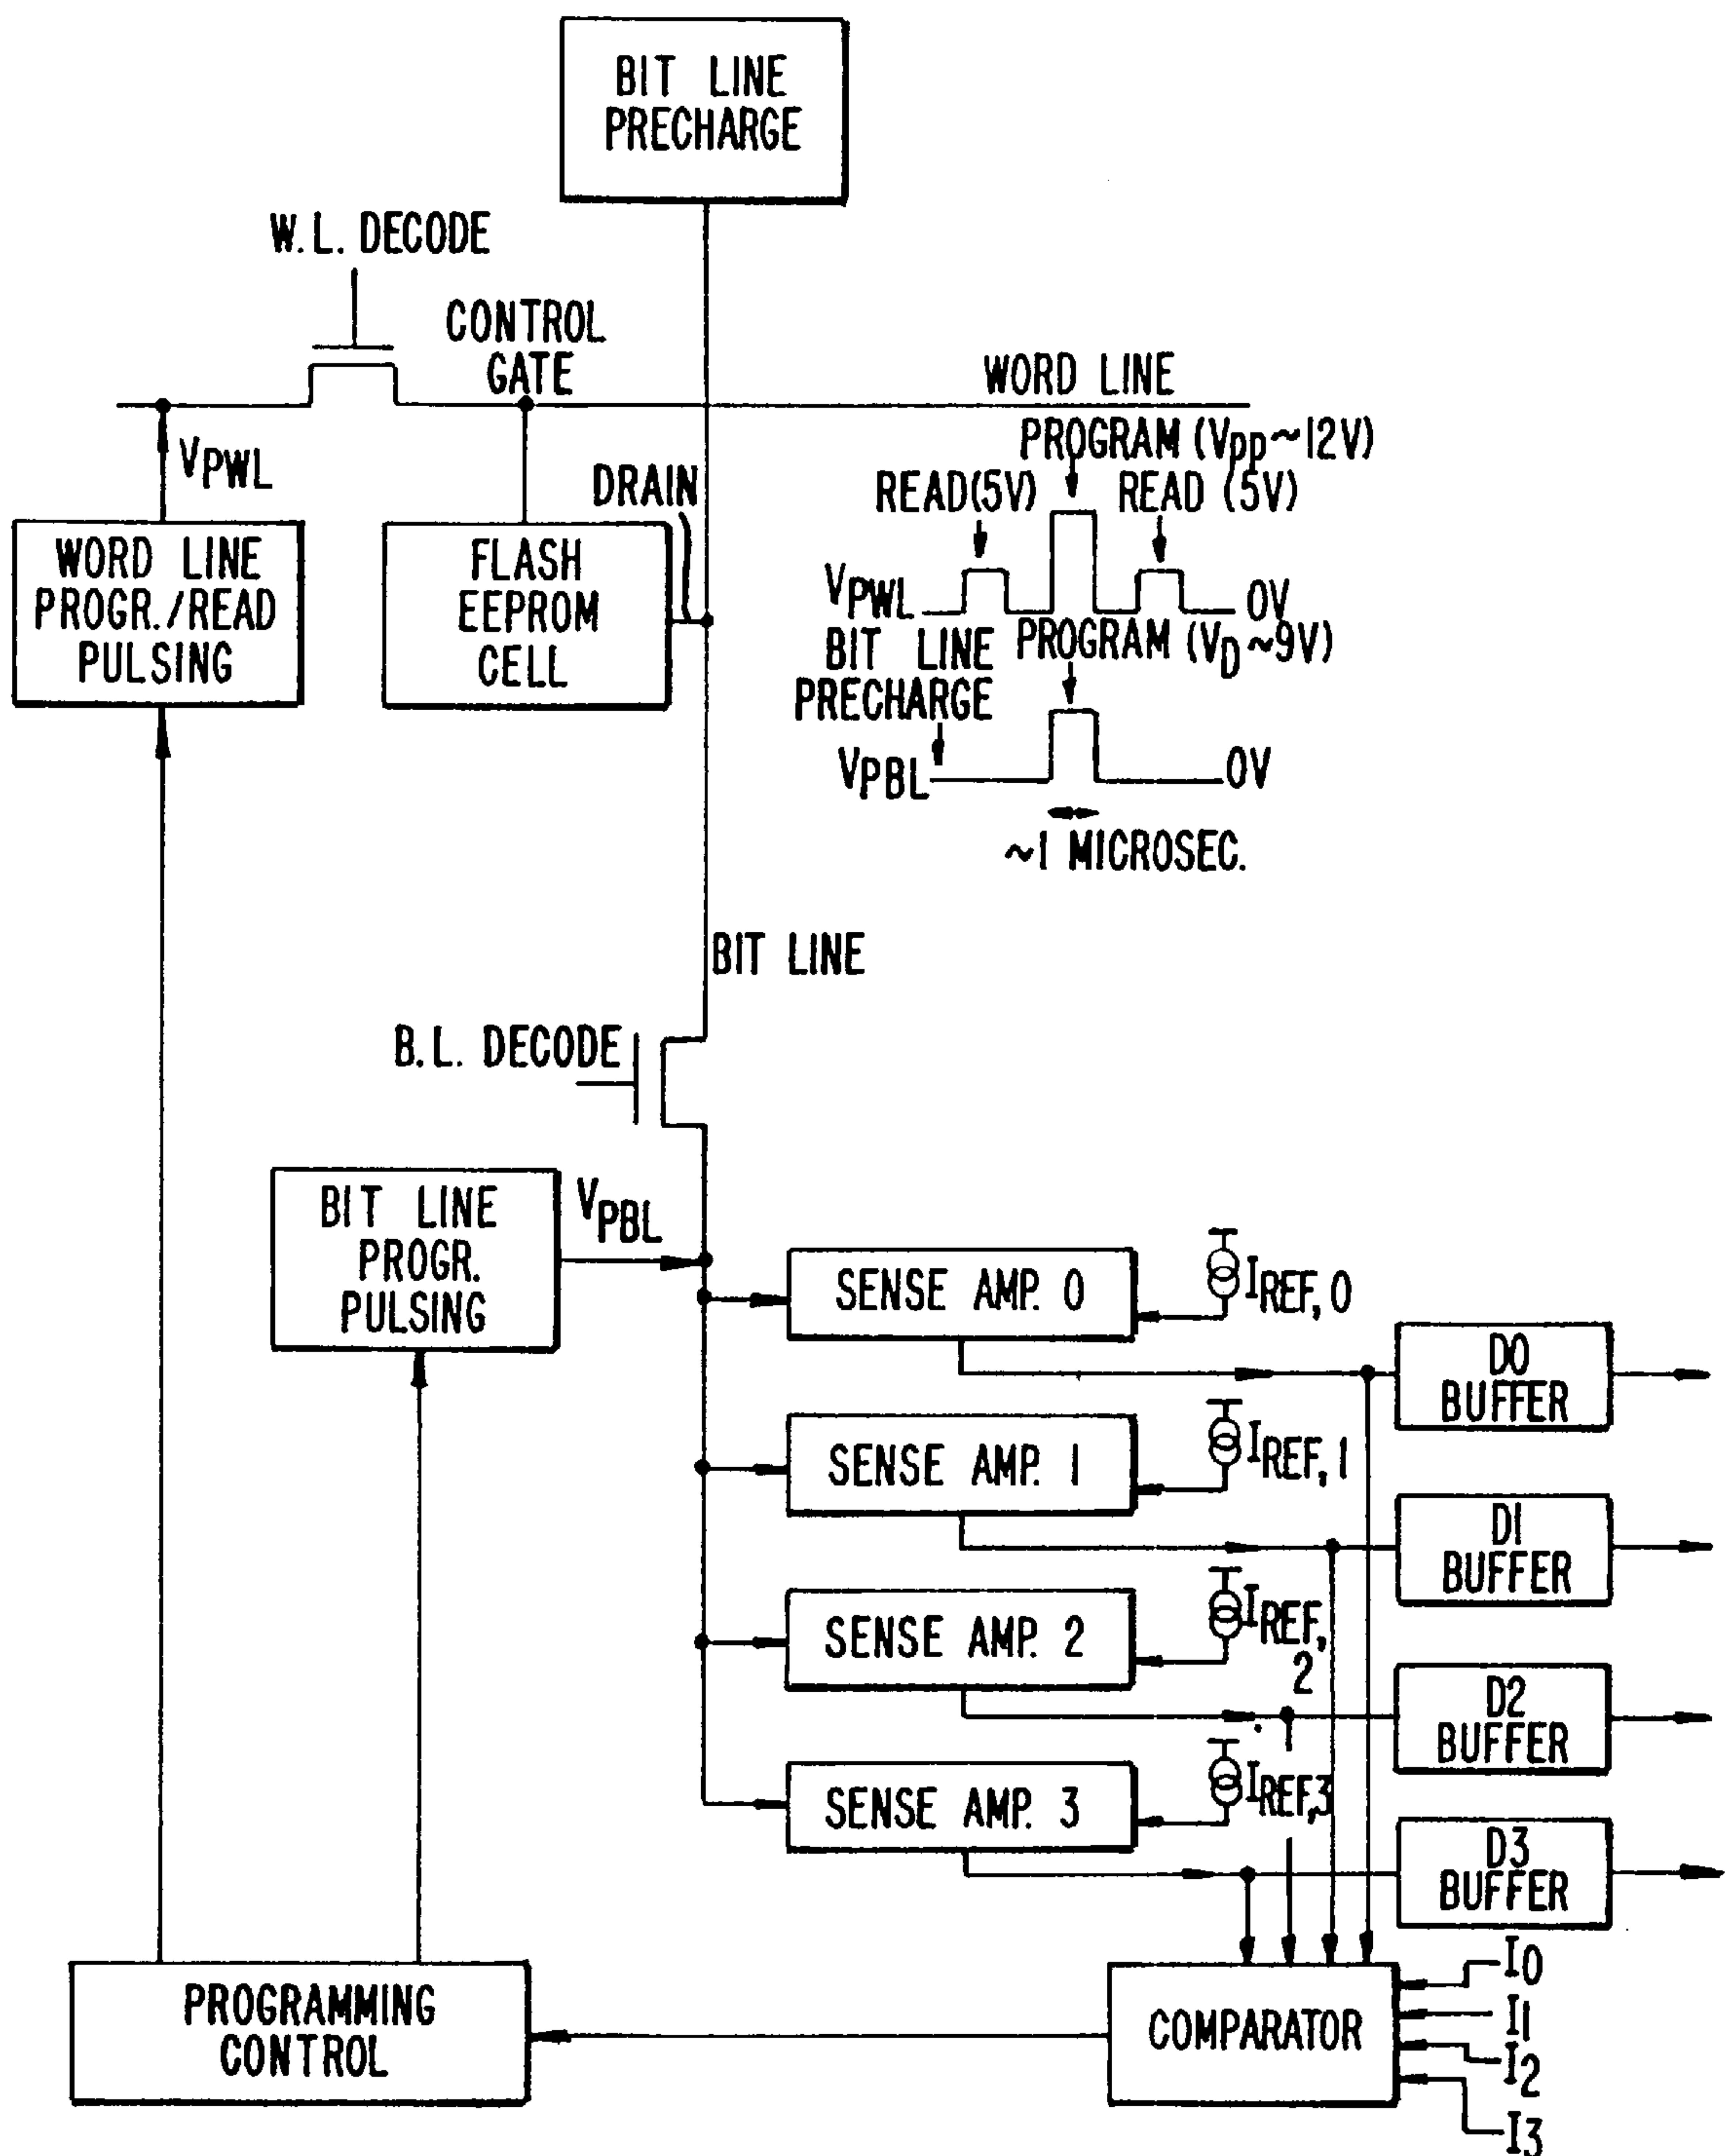 BIT LINE
PRECHARGE
W.L. DECODE
CONTROL
GATE
WORD LINE
PROGRAM (VPP~12V)
VPWL
DRAIN
READ(5V)
READ (5V)
WORD LINE
PROGR./READ
PULSING
FLASH
EEPROM
CELL
VPWL
0V
BIT LINE
PRECHARGE
PROGRAM (VD~9V)
VPBL
0V
~1 MICROSEC.
BIT LINE
B.L. DECODE
BIT LINE
PROGR.
PULSING
VPBL
SENSE AMP. 0
IREF,0
D0
BUFFER
SENSE AMP. 1
IREF,1
D1
BUFFER
SENSE AMP. 2
IREF,
2
D2
BUFFER
SENSE AMP. 3
IREF,3
D3
BUFFER
PROGRAMMING
CONTROL
COMPARATOR
I0
I1
I2
I3